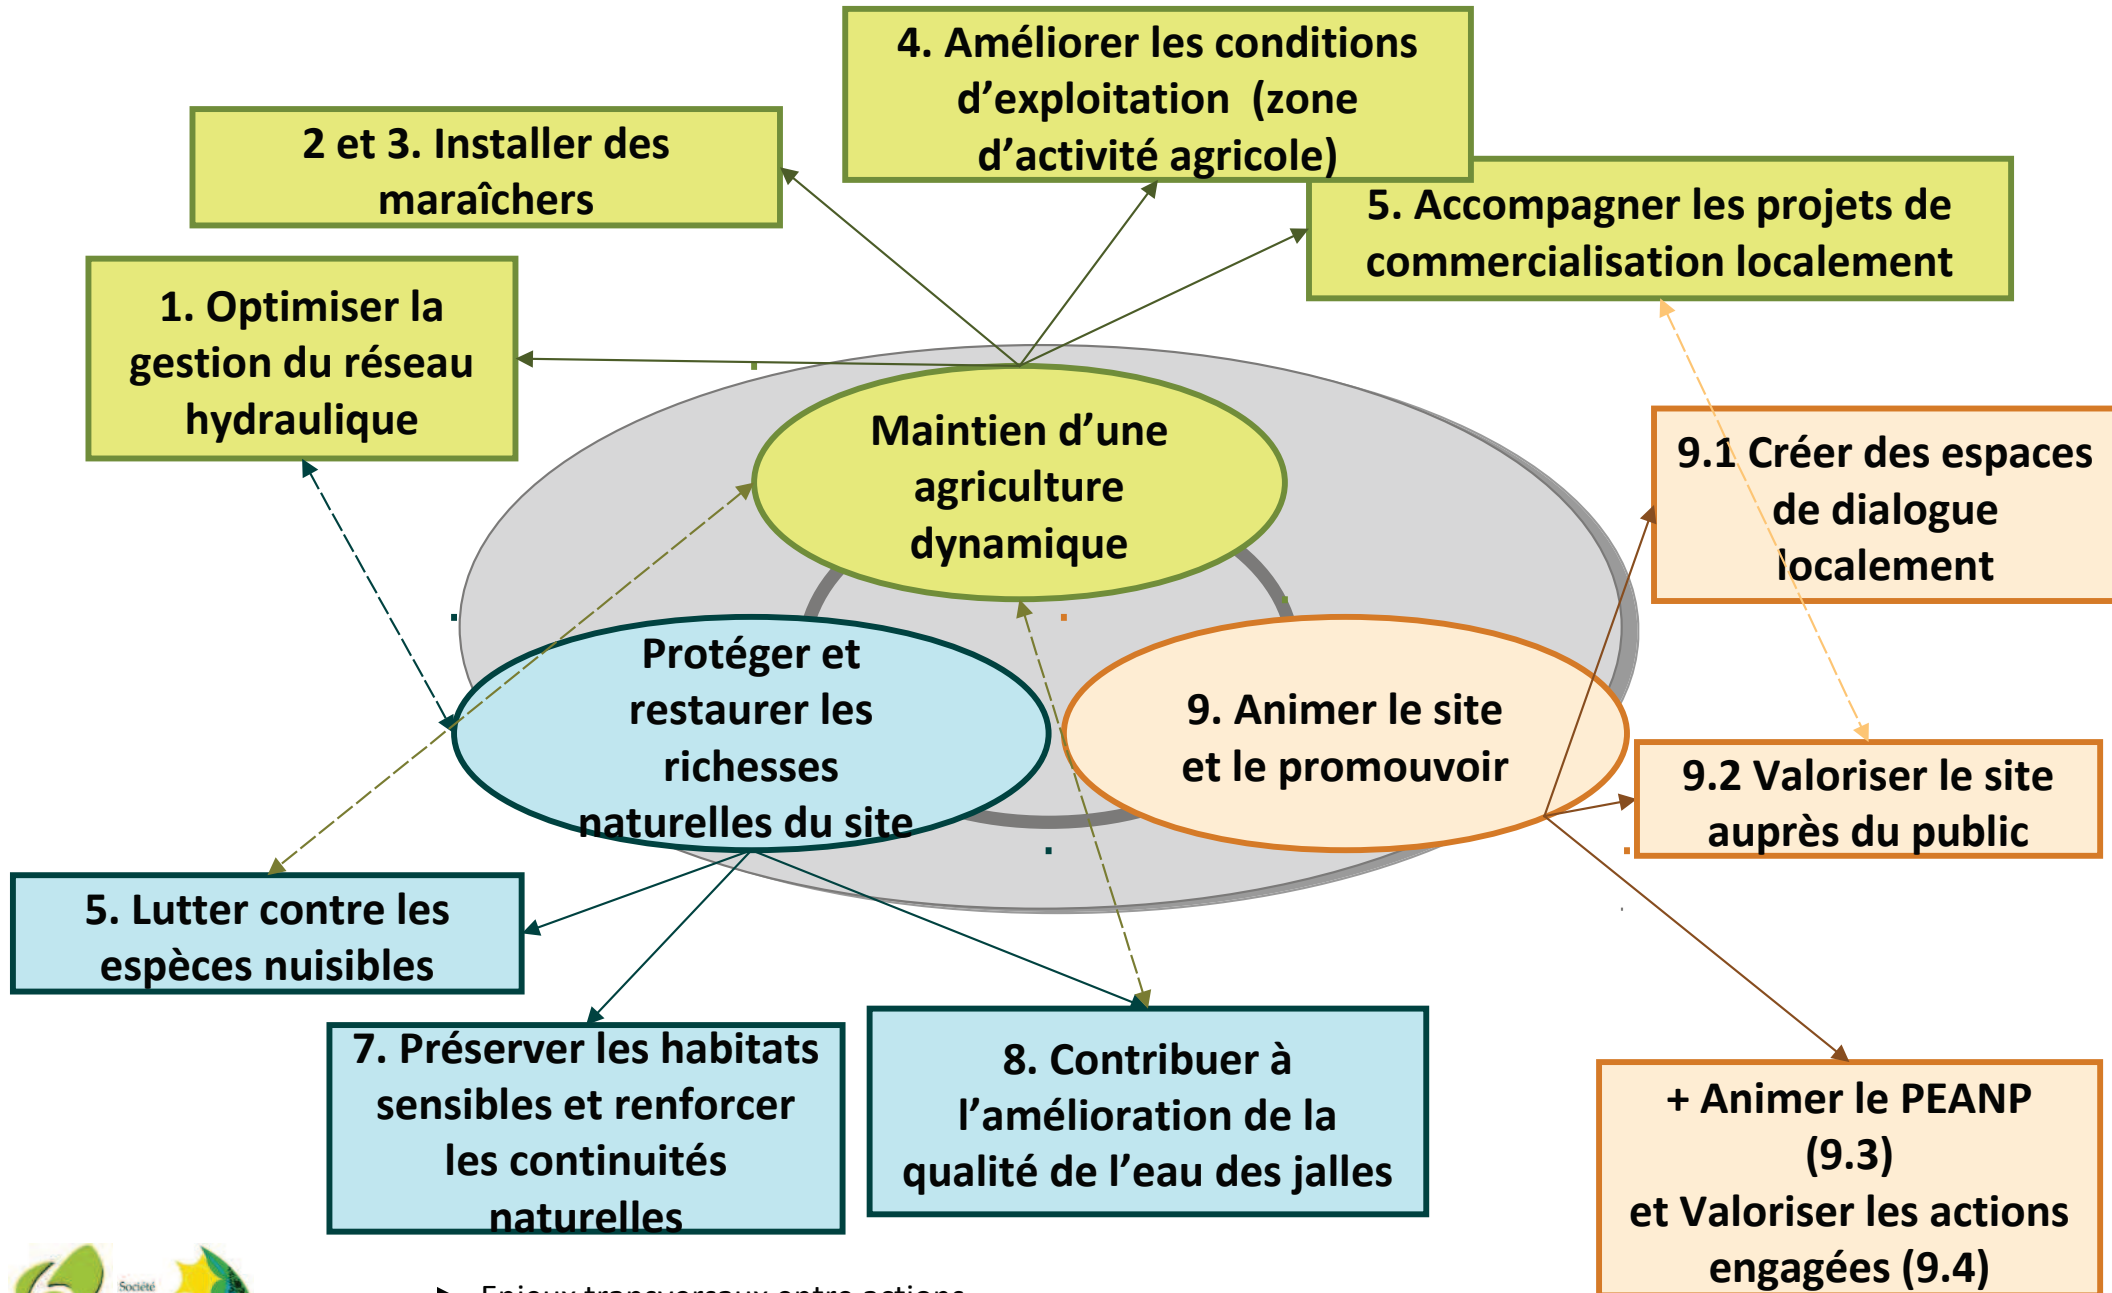 4. Améliorer les conditions
d’exploitation  (zone
d’activité agricole)
2 et 3. Installer des
maraîchers
5. Accompagner les projets de
commercialisation localement
1. Optimiser la
gestion du réseau
hydraulique
Maintien d’une
agriculture
dynamique
9.1 Créer des espaces
de dialogue
localement
Protéger et
restaurer les
richesses
naturelles du site
9. Animer le site
et le promouvoir
9.2 Valoriser le site
auprès du public
5. Lutter contre les
espèces nuisibles
7. Préserver les habitats
sensibles et renforcer
les continuités
naturelles
8. Contribuer à
l’amélioration de la
qualité de l’eau des jalles
+ Animer le PEANP
(9.3)
et Valoriser les actions
engagées (9.4)
Société
Enjeux transversaux entre actions